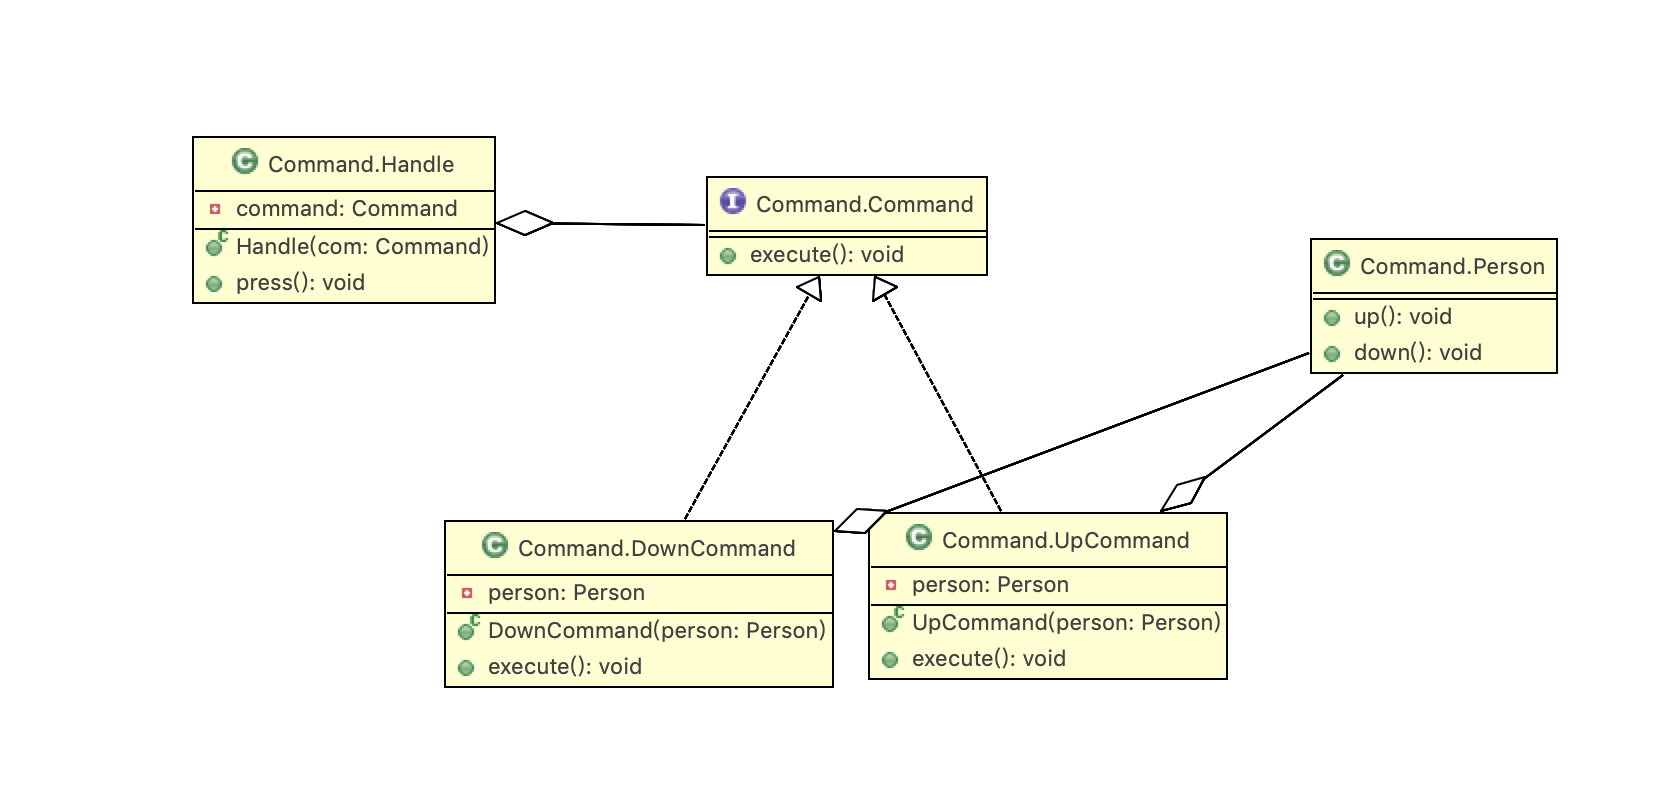 Command.Handle
command: Command
Handle(com: Command)
press(): void
Command.Command
execute(): void
Command.Person
up(): void
down(): void
Command.DownCommand
person: Person
DownCommand(person: Person)
execute(): void
Command.UpCommand
person: Person
UpCommand(person: Person)
execute(): void